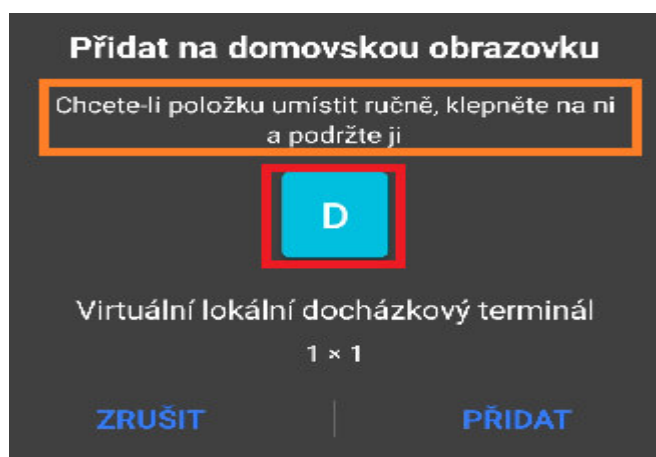 Přidat na domovskou obrazovku
Chcete-li položku umístit ručně, klepněte na ni
a podržte ji
D
Virtuální lokální docházkový terminál
1 × 1
ZRUŠIT
PŘIDAT